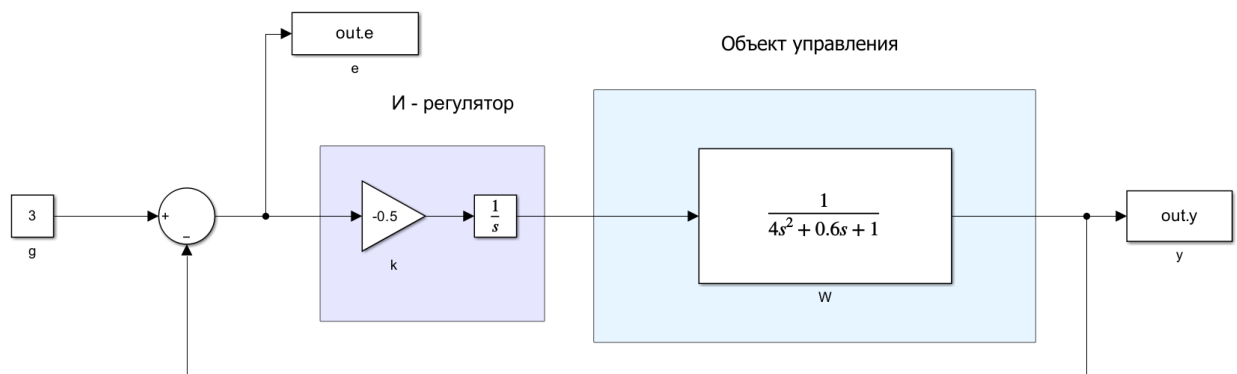 out.e
e
Объект управления
И - регулятор
3
g
+
−
-0.5
k
1
s
1
4s² + 0.6s + 1
W
out.y
y